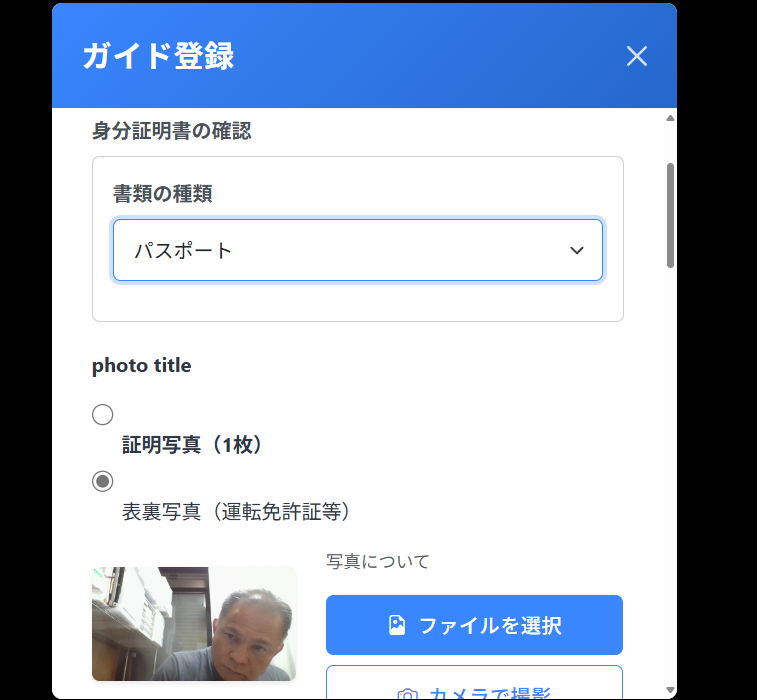 ガイド登録
身分証明書の確認
書類の種類
パスポート
photo title
証明写真（1枚）
表裏写真（運転免許証等）
写真について
ファイルを選択
カメラで撮影